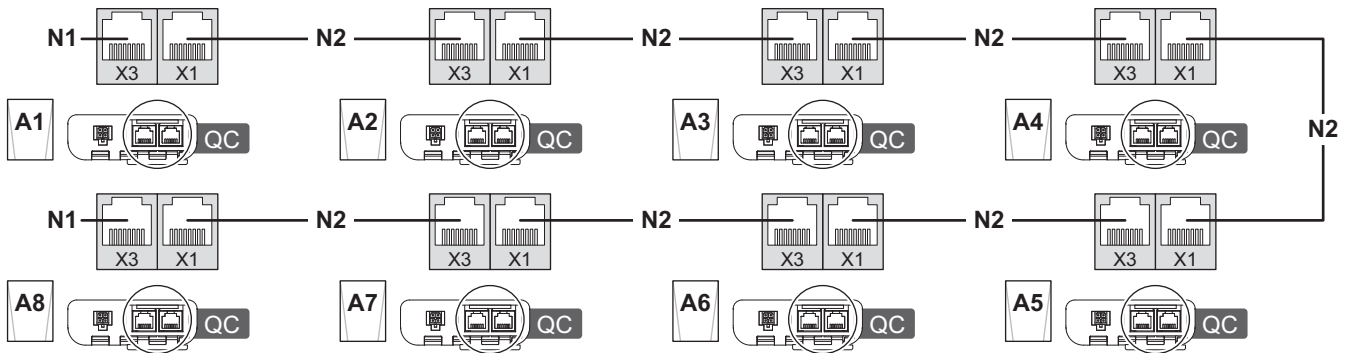 N1 N2 N2 N2
X3 X1 X3 X1 X3 X1 X3 X1
A1 QC A2 QC A3 QC A4 QC N2
N1 N2 N2 N2
X3 X1 X3 X1 X3 X1 X3 X1
A8 QC A7 QC A6 QC A5 QC